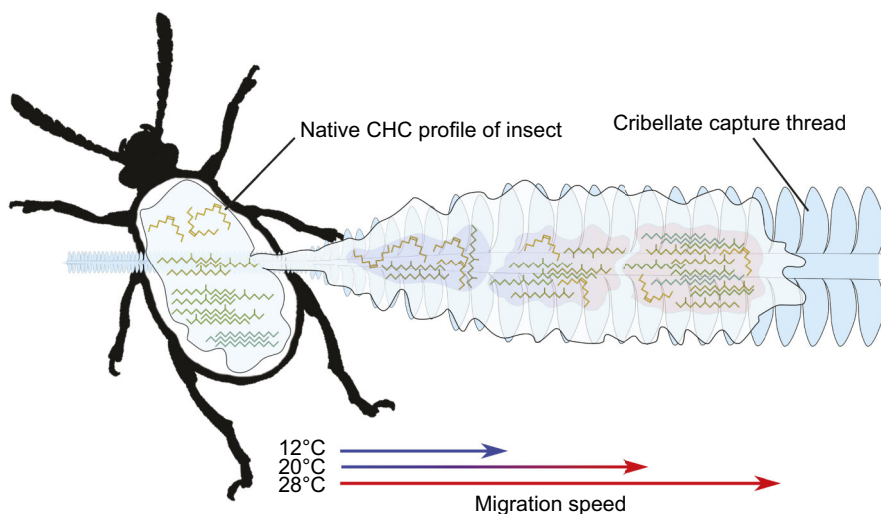 Native CHC profile of insect
Cribellate capture thread
12°C
20°C
28°C
Migration speed